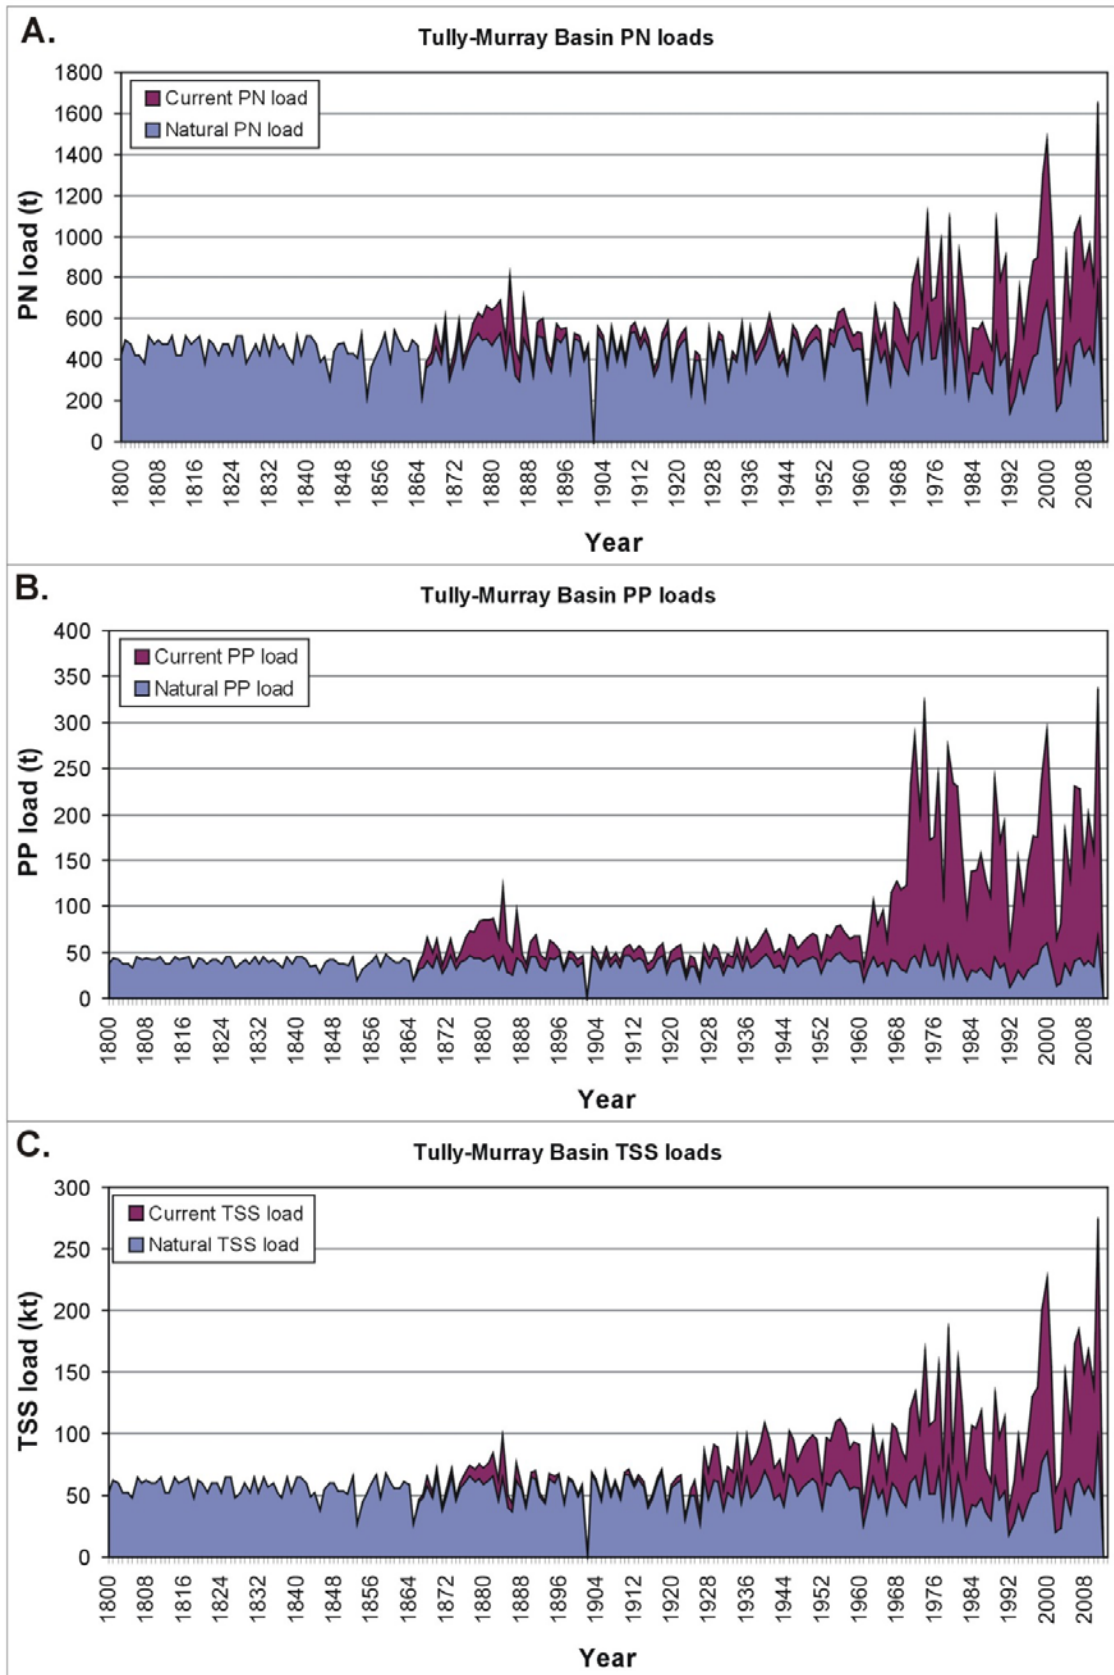 A.
Tully-Murray Basin PN loads
1800
1600
1400
1200
1000
800
600
400
200
0
Current PN load
Natural PN load
PN load (t)
1800 1808 1816 1824 1832 1840 1848 1856 1864 1872 1880 1888 1896 1904 1912 1920 1928 1936 1944 1952 1960 1968 1976 1984 1992 2000 2008
Year
B.
Tully-Murray Basin PP loads
400
350
300
250
200
150
100
50
0
Current PP load
Natural PP load
PP load (t)
1800 1808 1816 1824 1832 1840 1848 1856 1864 1872 1880 1888 1896 1904 1912 1920 1928 1936 1944 1952 1960 1968 1976 1984 1992 2000 2008
Year
C.
Tully-Murray Basin TSS loads
300
250
200
150
100
50
0
Current TSS load
Natural TSS load
TSS load (kt)
1800 1808 1816 1824 1832 1840 1848 1856 1864 1872 1880 1888 1896 1904 1912 1920 1928 1936 1944 1952 1960 1968 1976 1984 1992 2000 2008
Year